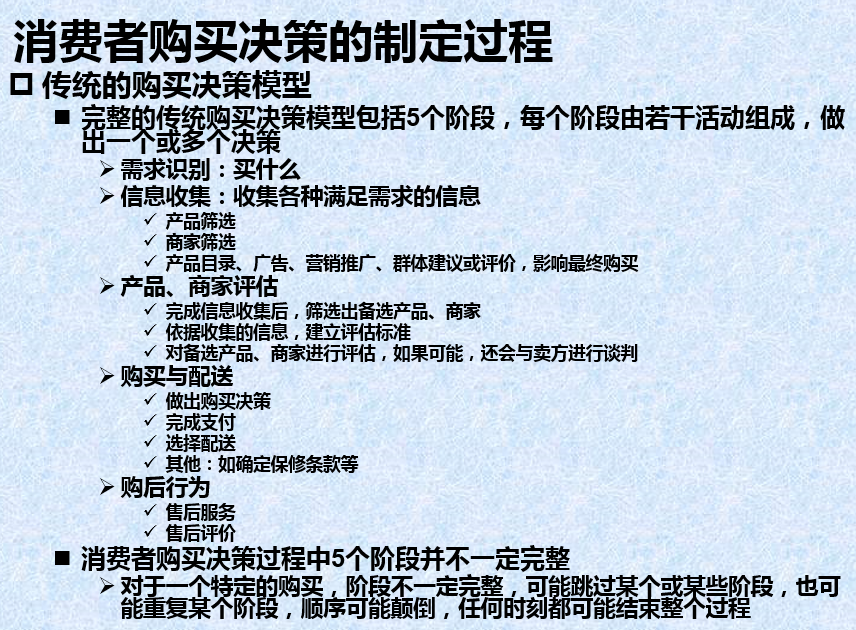 消费者购买决策的制定过程
传统的购买决策模型
完整的传统购买决策模型包括5个阶段，每个阶段由若干活动组成，做
出一个或多个决策
需求识别：买什么
信息收集：收集各种满足需求的信息
产品筛选
商家筛选
产品目录、广告、营销推广、群体建议或评价，影响最终购买
产品、商家评估
完成信息收集后，筛选出备选产品、商家
依据收集的信息，建立评估标准
对备选产品、商家进行评估，如果可能，还会与卖方进行谈判
购买与配送
做出购买决策
完成支付
选择配送
其他：如确定保修条款等
购后行为
售后服务
售后评价
消费者购买决策过程中5个阶段并不一定完整
对于一个特定的购买，阶段不一定完整，可能跳过某个或某些阶段，也可
能重复某个阶段，顺序可能颠倒，任何时刻都可能结束整个过程